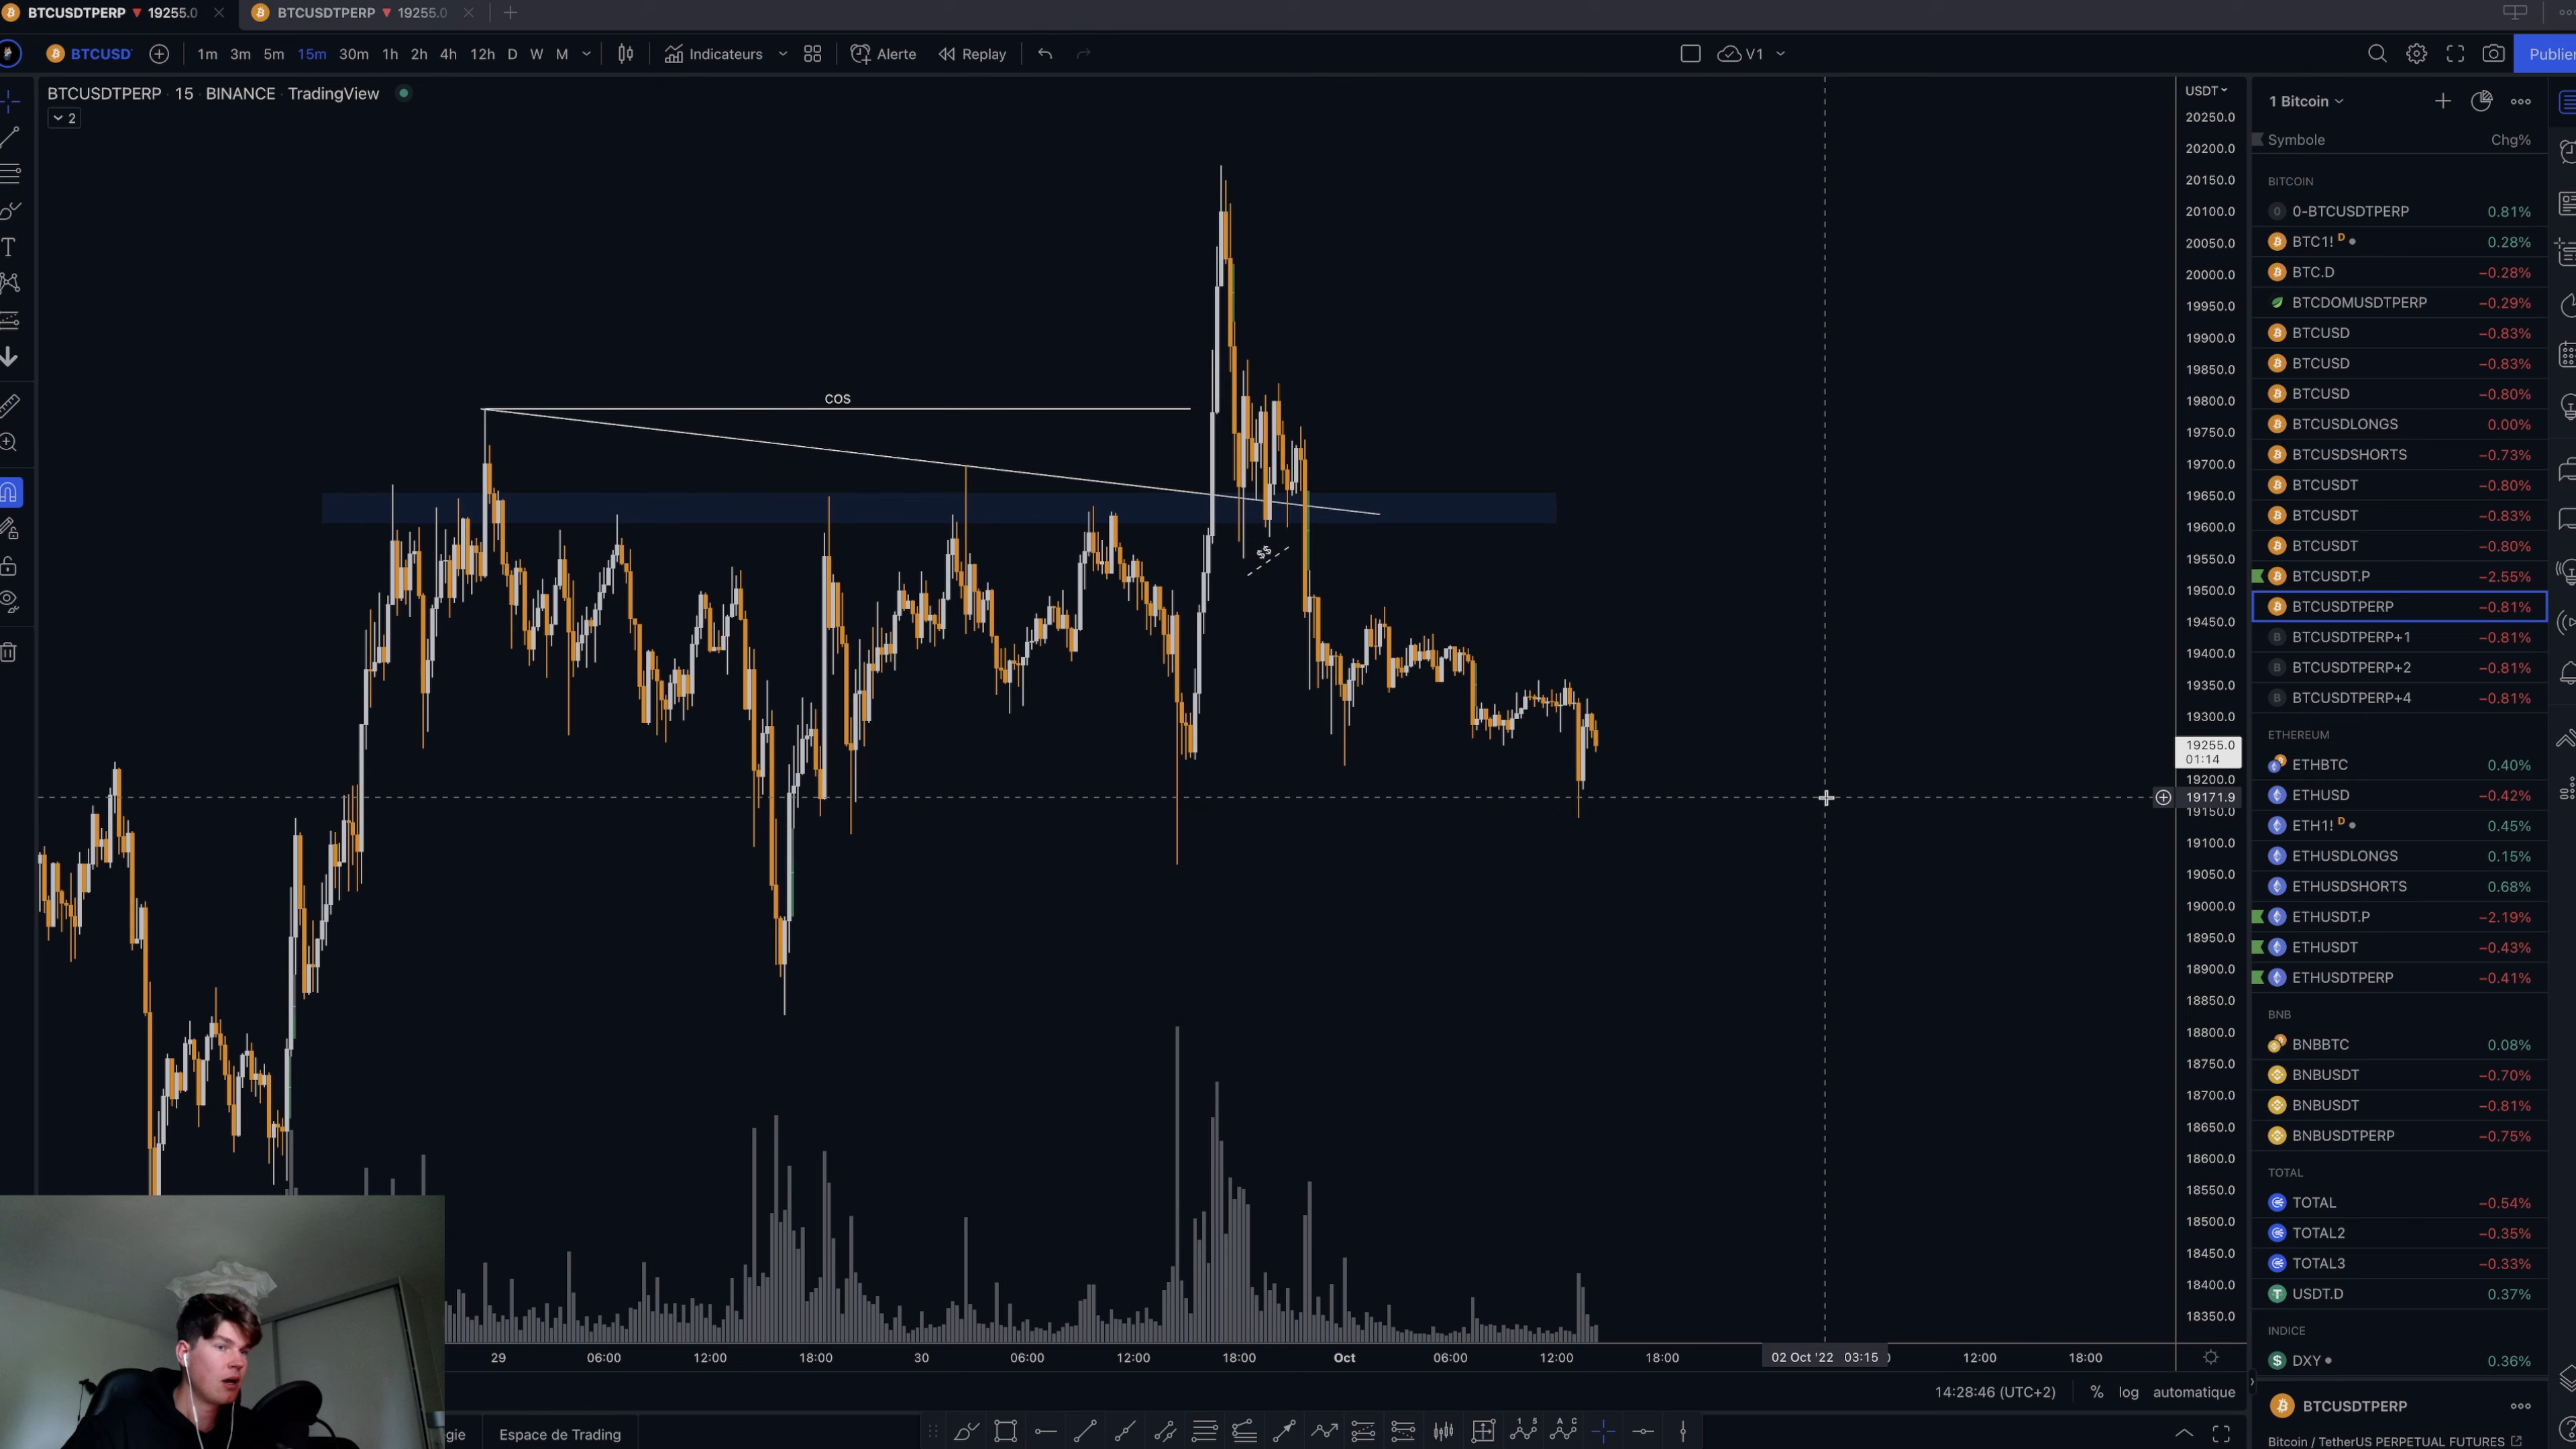 BTCUSDTPERP ▼ 19255.0
BTCUSDTPERP ▼ 19255.0
BTCUSD
1m 3m 5m 15m 30m 1h 2h 4h 12h D W M
Indicateurs
Alerte
Replay
V1
Publier
BTCUSDTPERP 15 BINANCE TradingView
2
USDT
20250.0
20200.0
20150.0
20100.0
20050.0
20000.0
19950.0
19900.0
19850.0
19800.0
19750.0
19700.0
19650.0
19600.0
19550.0
19500.0
19450.0
19400.0
19350.0
19300.0
19255.0
01:14
19200.0
19171.9
19150.0
19100.0
19050.0
19000.0
18950.0
18900.0
18850.0
18800.0
18750.0
18700.0
18650.0
18600.0
18550.0
18500.0
18450.0
18400.0
18350.0
COS
$$
29 06:00 12:00 18:00 30 06:00 12:00 18:00 Oct 06:00 12:00 18:00 02 Oct '22 03:15 12:00 18:00
14:28:46 (UTC+2) % log automatique
gie
Espace de Trading
1 Bitcoin
Symbole Chg%
BITCOIN
0-BTCUSDTPERP 0.81%
BTC1! D 0.28%
BTC.D −0.28%
BTCDOMUSDTPERP −0.29%
BTCUSD −0.83%
BTCUSD −0.83%
BTCUSD −0.80%
BTCUSDLONGS 0.00%
BTCUSDSHORTS −0.73%
BTCUSDT −0.80%
BTCUSDT −0.83%
BTCUSDT −0.80%
BTCUSDT.P −2.55%
BTCUSDTPERP −0.81%
BTCUSDTPERP+1 −0.81%
BTCUSDTPERP+2 −0.81%
BTCUSDTPERP+4 −0.81%
ETHEREUM
ETHBTC 0.40%
ETHUSD −0.42%
ETH1! D 0.45%
ETHUSDLONGS 0.15%
ETHUSDSHORTS 0.68%
ETHUSDT.P −2.19%
ETHUSDT −0.43%
ETHUSDTPERP −0.41%
BNB
BNBBTC 0.08%
BNBUSDT −0.70%
BNBUSDT −0.81%
BNBUSDTPERP −0.75%
TOTAL
TOTAL −0.54%
TOTAL2 −0.35%
TOTAL3 −0.33%
USDT.D 0.37%
INDICE
DXY 0.36%
BTCUSDTPERP
Bitcoin / TetherUS PERPETUAL FUTURES